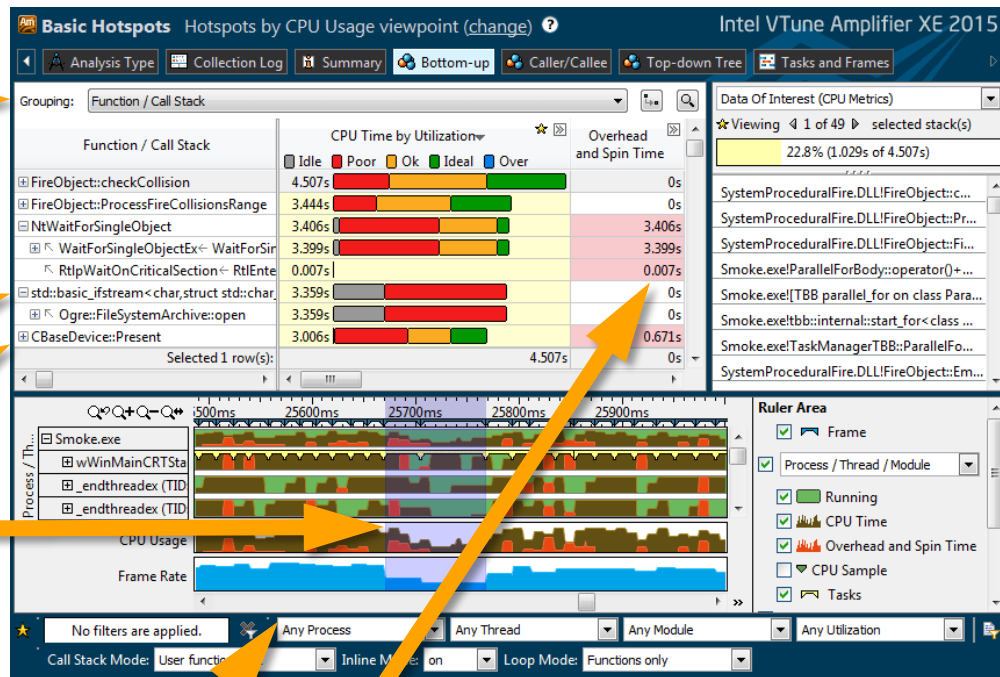 Am Basic Hotspots Hotspots by CPU Usage viewpoint (change) ? Intel VTune Amplifier XE 2015
Analysis Type Collection Log Summary Bottom-up Caller/Callee Top-down Tree Tasks and Frames
Grouping: Function / Call Stack
Function / Call Stack
CPU Time by Utilization
Idle Poor Ok Ideal Over
Overhead
and Spin Time
FireObject::checkCollision 4.507s 0s
FireObject::ProcessFireCollisionsRange 3.444s 0s
NtWaitForSingleObject 3.406s 3.406s
WaitForSingleObjectEx← WaitForSin 3.399s 3.399s
RtlpWaitOnCriticalSection← RtlEnte 0.007s 0.007s
std::basic_ifstream<char,struct std::char_ 3.359s 0s
Ogre::FileSystemArchive::open 3.359s 0s
CBaseDevice::Present 3.006s 0.671s
Selected 1 row(s): 4.507s 0s
Data Of Interest (CPU Metrics)
Viewing 1 of 49 selected stack(s)
22.8% (1.029s of 4.507s)
SystemProceduralFire.DLL!FireObject::c...
SystemProceduralFire.DLL!FireObject::Pr...
SystemProceduralFire.DLL!FireObject::Fi...
Smoke.exe!ParallelForBody::operator()+...
Smoke.exe![TBB parallel_for on class Para...
Smoke.exe!tbb::internal::start_for<class ...
Smoke.exe!TaskManagerTBB::ParallelFo...
SystemProceduralFire.DLL!FireObject::Em...
500ms 25600ms 25700ms 25800ms 25900ms
Process / Th...
Smoke.exe
wWinMainCRTSta
_endthreadex (TID
_endthreadex (TID
CPU Usage
Frame Rate
Ruler Area
Frame
Process / Thread / Module
Running
CPU Time
Overhead and Spin Time
CPU Sample
Tasks
No filters are applied. Any Process Any Thread Any Module Any Utilization
Call Stack Mode: User Inline on Loop Mode: Functions only